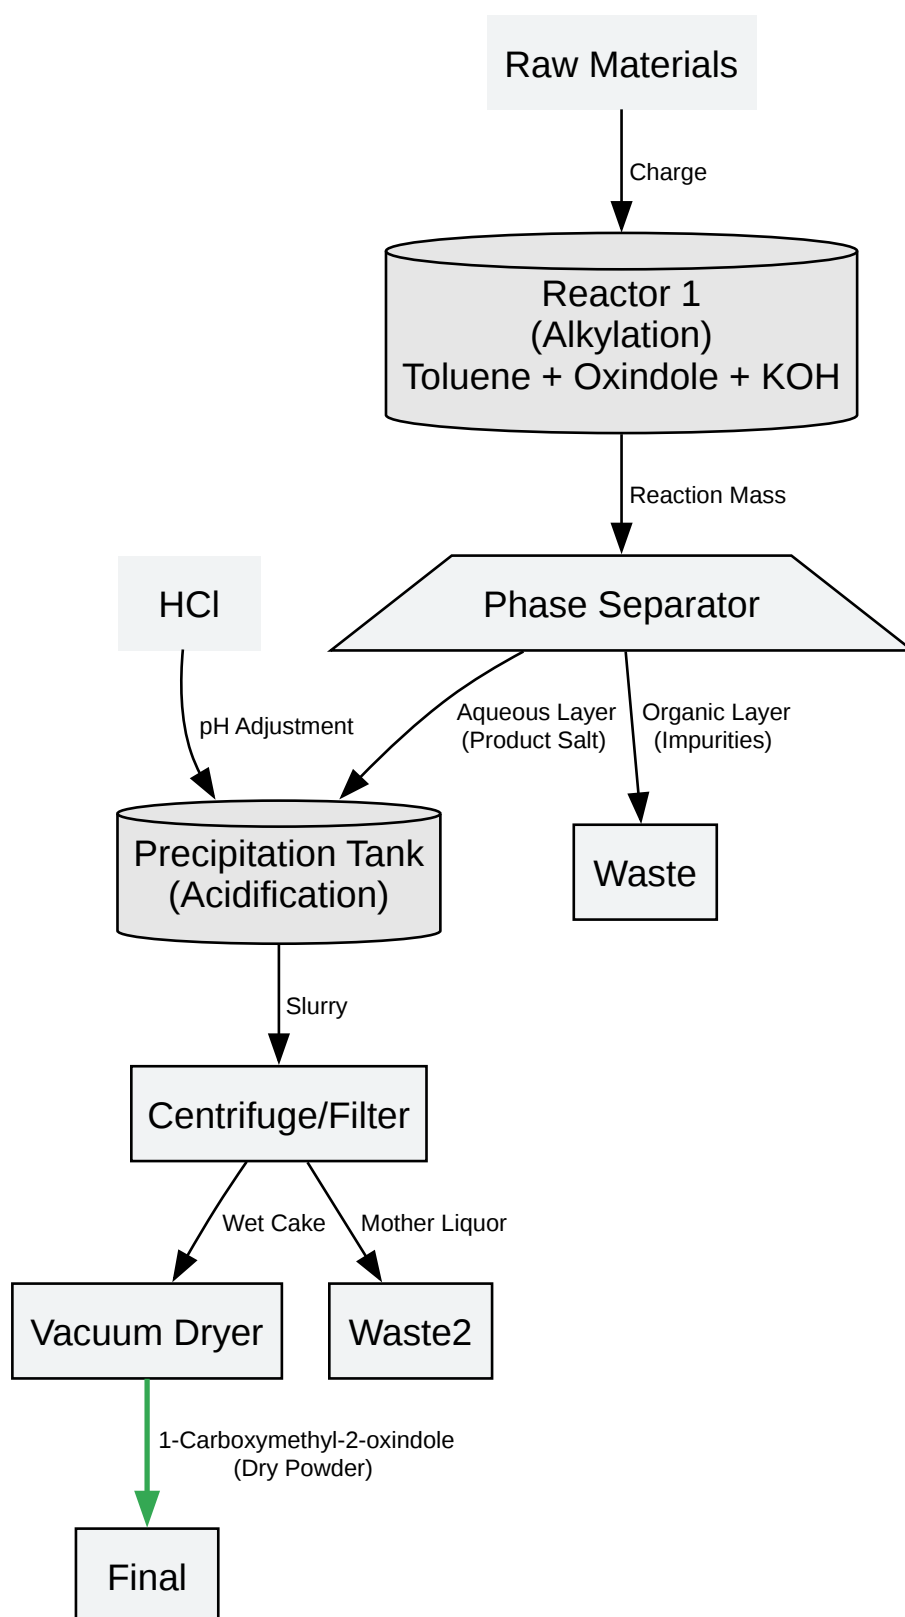 Raw Materials
Charge
Reactor 1
(Alkylation)
Toluene + Oxindole + KOH
Reaction Mass
HCl
Phase Separator
pH Adjustment
Aqueous Layer
(Product Salt)
Organic Layer
(Impurities)
Precipitation Tank
(Acidification)
Waste
Slurry
Centrifuge/Filter
Wet Cake
Mother Liquor
Vacuum Dryer
Waste2
1-Carboxymethyl-2-oxindole
(Dry Powder)
Final